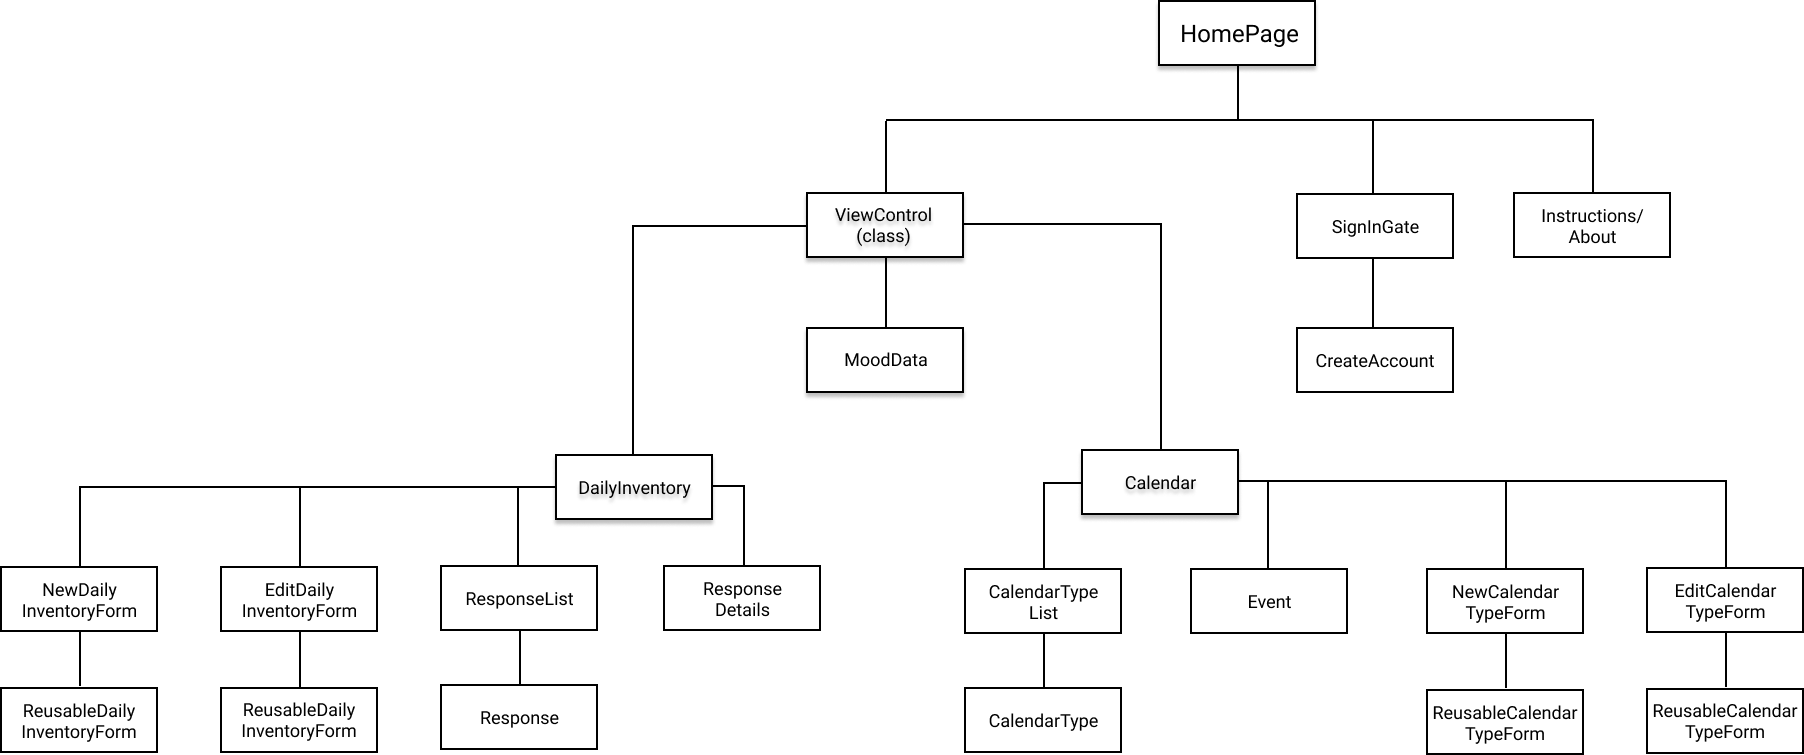 HomePage
ViewControl
(class)
SignInGate
Instructions/
About
MoodData
CreateAccount
DailyInventory
Calendar
NewDaily
InventoryForm
EditDaily
InventoryForm
ResponseList
Response
Details
CalendarType
List
Event
NewCalendar
TypeForm
EditCalendar
TypeForm
ReusableDaily
InventoryForm
ReusableDaily
InventoryForm
Response
CalendarType
ReusableCalendar
TypeForm
ReusableCalendar
TypeForm